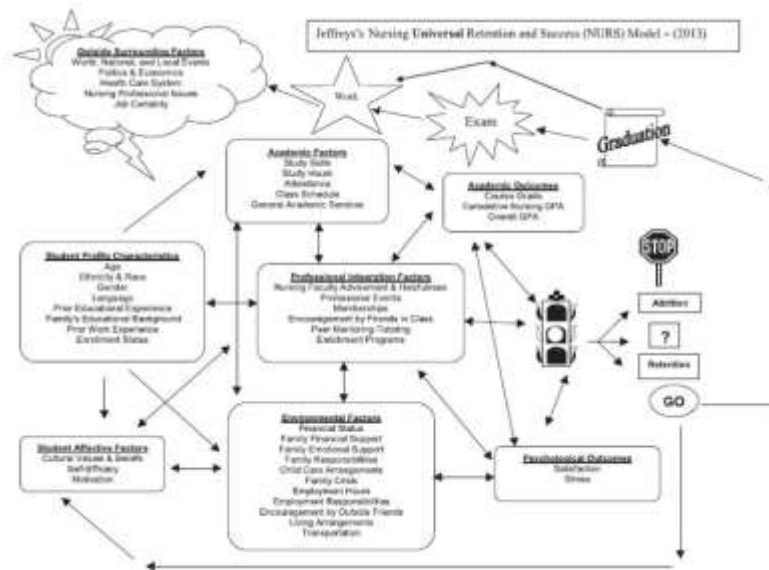 Jeffreys's Nursing Universal Retention and Success (NURS) Model – (2013)
Outside Surrounding Factors
World, National, and Local Events
Politics & Economics
Health Care System
Nursing Professional Issues
Job Certainty
Work
Exam
Graduation
Academic Factors
Study Skills
Study Hours
Attendance
Class Schedule
General Academic Services
Academic Outcomes
Course Grade
Cumulative Nursing GPA
Overall GPA
Student Profile Characteristics
Age
Ethnicity & Race
Gender
Language
Prior Educational Experience
Family's Educational Background
Prior Work Experience
Enrollment Status
Professional Integration Factors
Nursing Faculty Advisement & Helpfulness
Professional Events
Memberships
Encouragement by Friends in Class
Peer Mentoring-Tutoring
Enrichment Programs
STOP
Attrition
?
Retention
GO
Student Affective Factors
Cultural Values & Beliefs
Self-efficacy
Motivation
Environmental Factors
Financial Status
Family Financial Support
Family Emotional Support
Family Responsibilities
Child Care Arrangements
Family Crisis
Employment Hours
Employment Responsibilities
Encouragement by Outside Friends
Living Arrangements
Transportation
Psychological Outcomes
Satisfaction
Stress